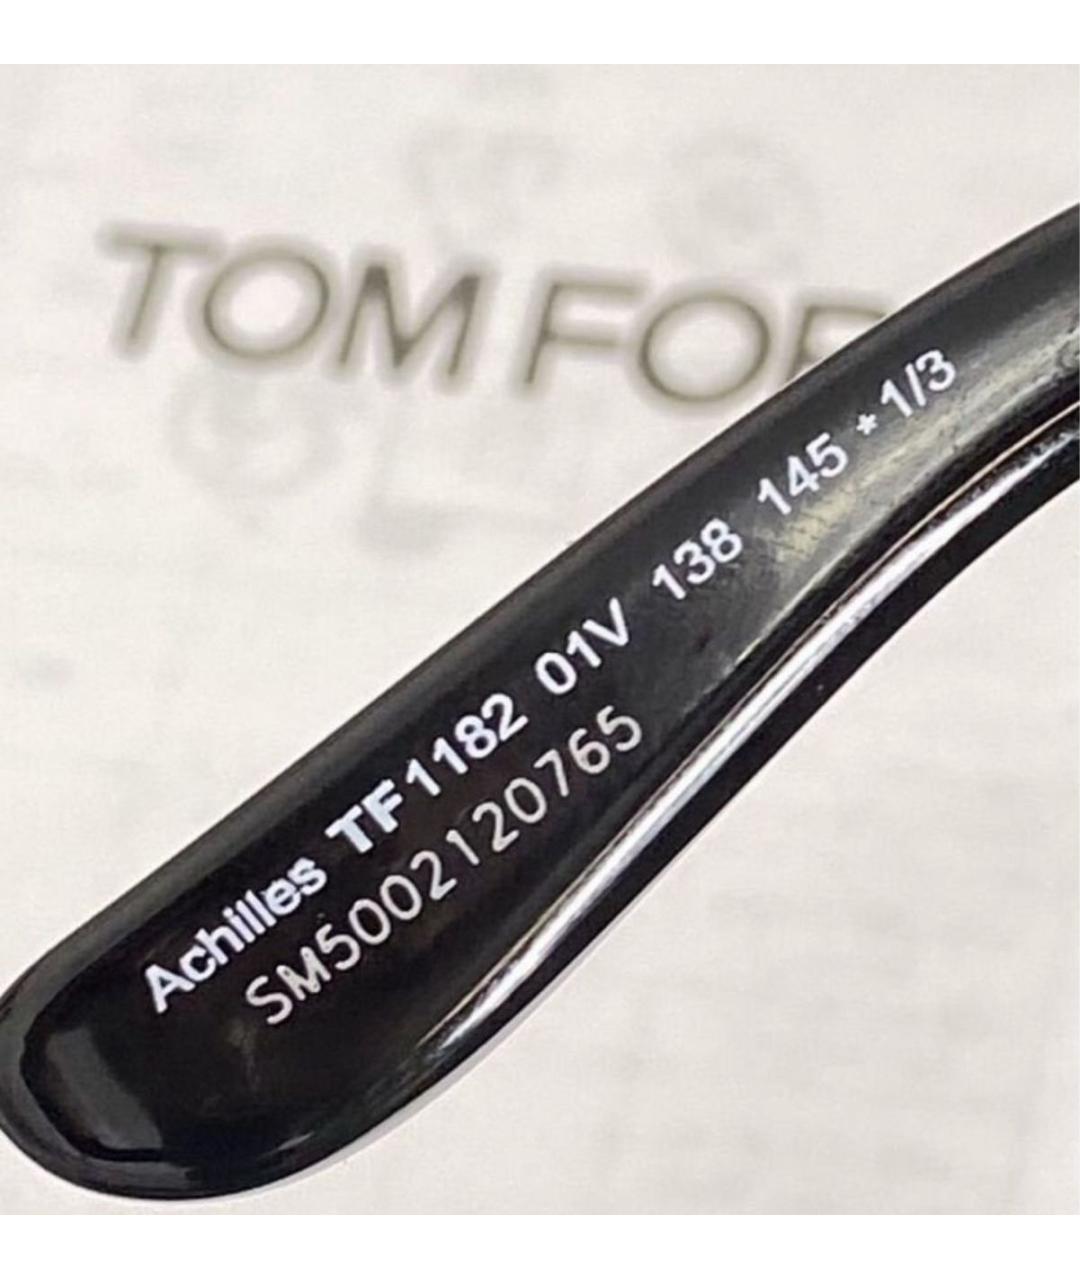 TOM FOR
Achilles TF1182 01V 138 145 * 1/3
SM5002120765